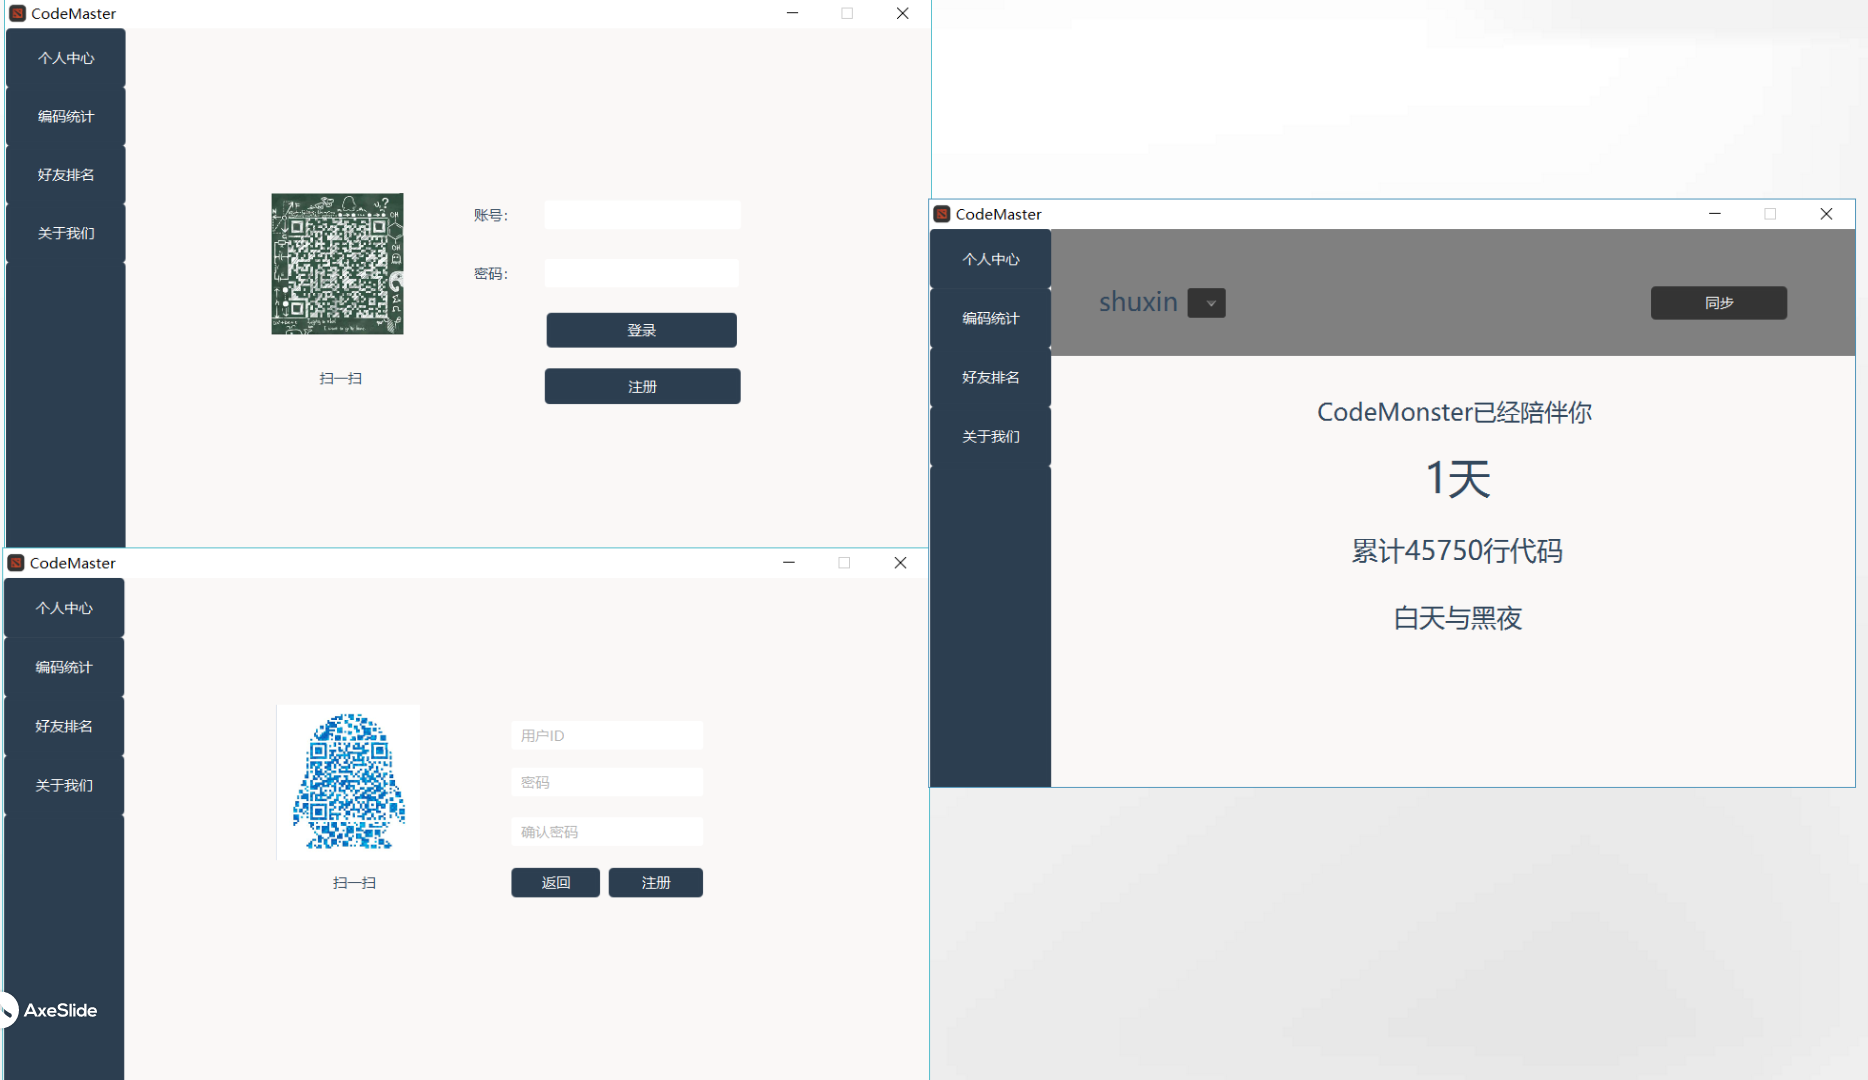 CodeMaster
个人中心
编码统计
好友排名
关于我们
账号：
密码：
登录
注册
扫一扫
CodeMaster
个人中心
编码统计
好友排名
关于我们
用户ID
密码
确认密码
返回
注册
扫一扫
AxeSlide
CodeMaster
个人中心
编码统计
好友排名
关于我们
shuxin
同步
CodeMonster已经陪伴你
1天
累计45750行代码
白天与黑夜